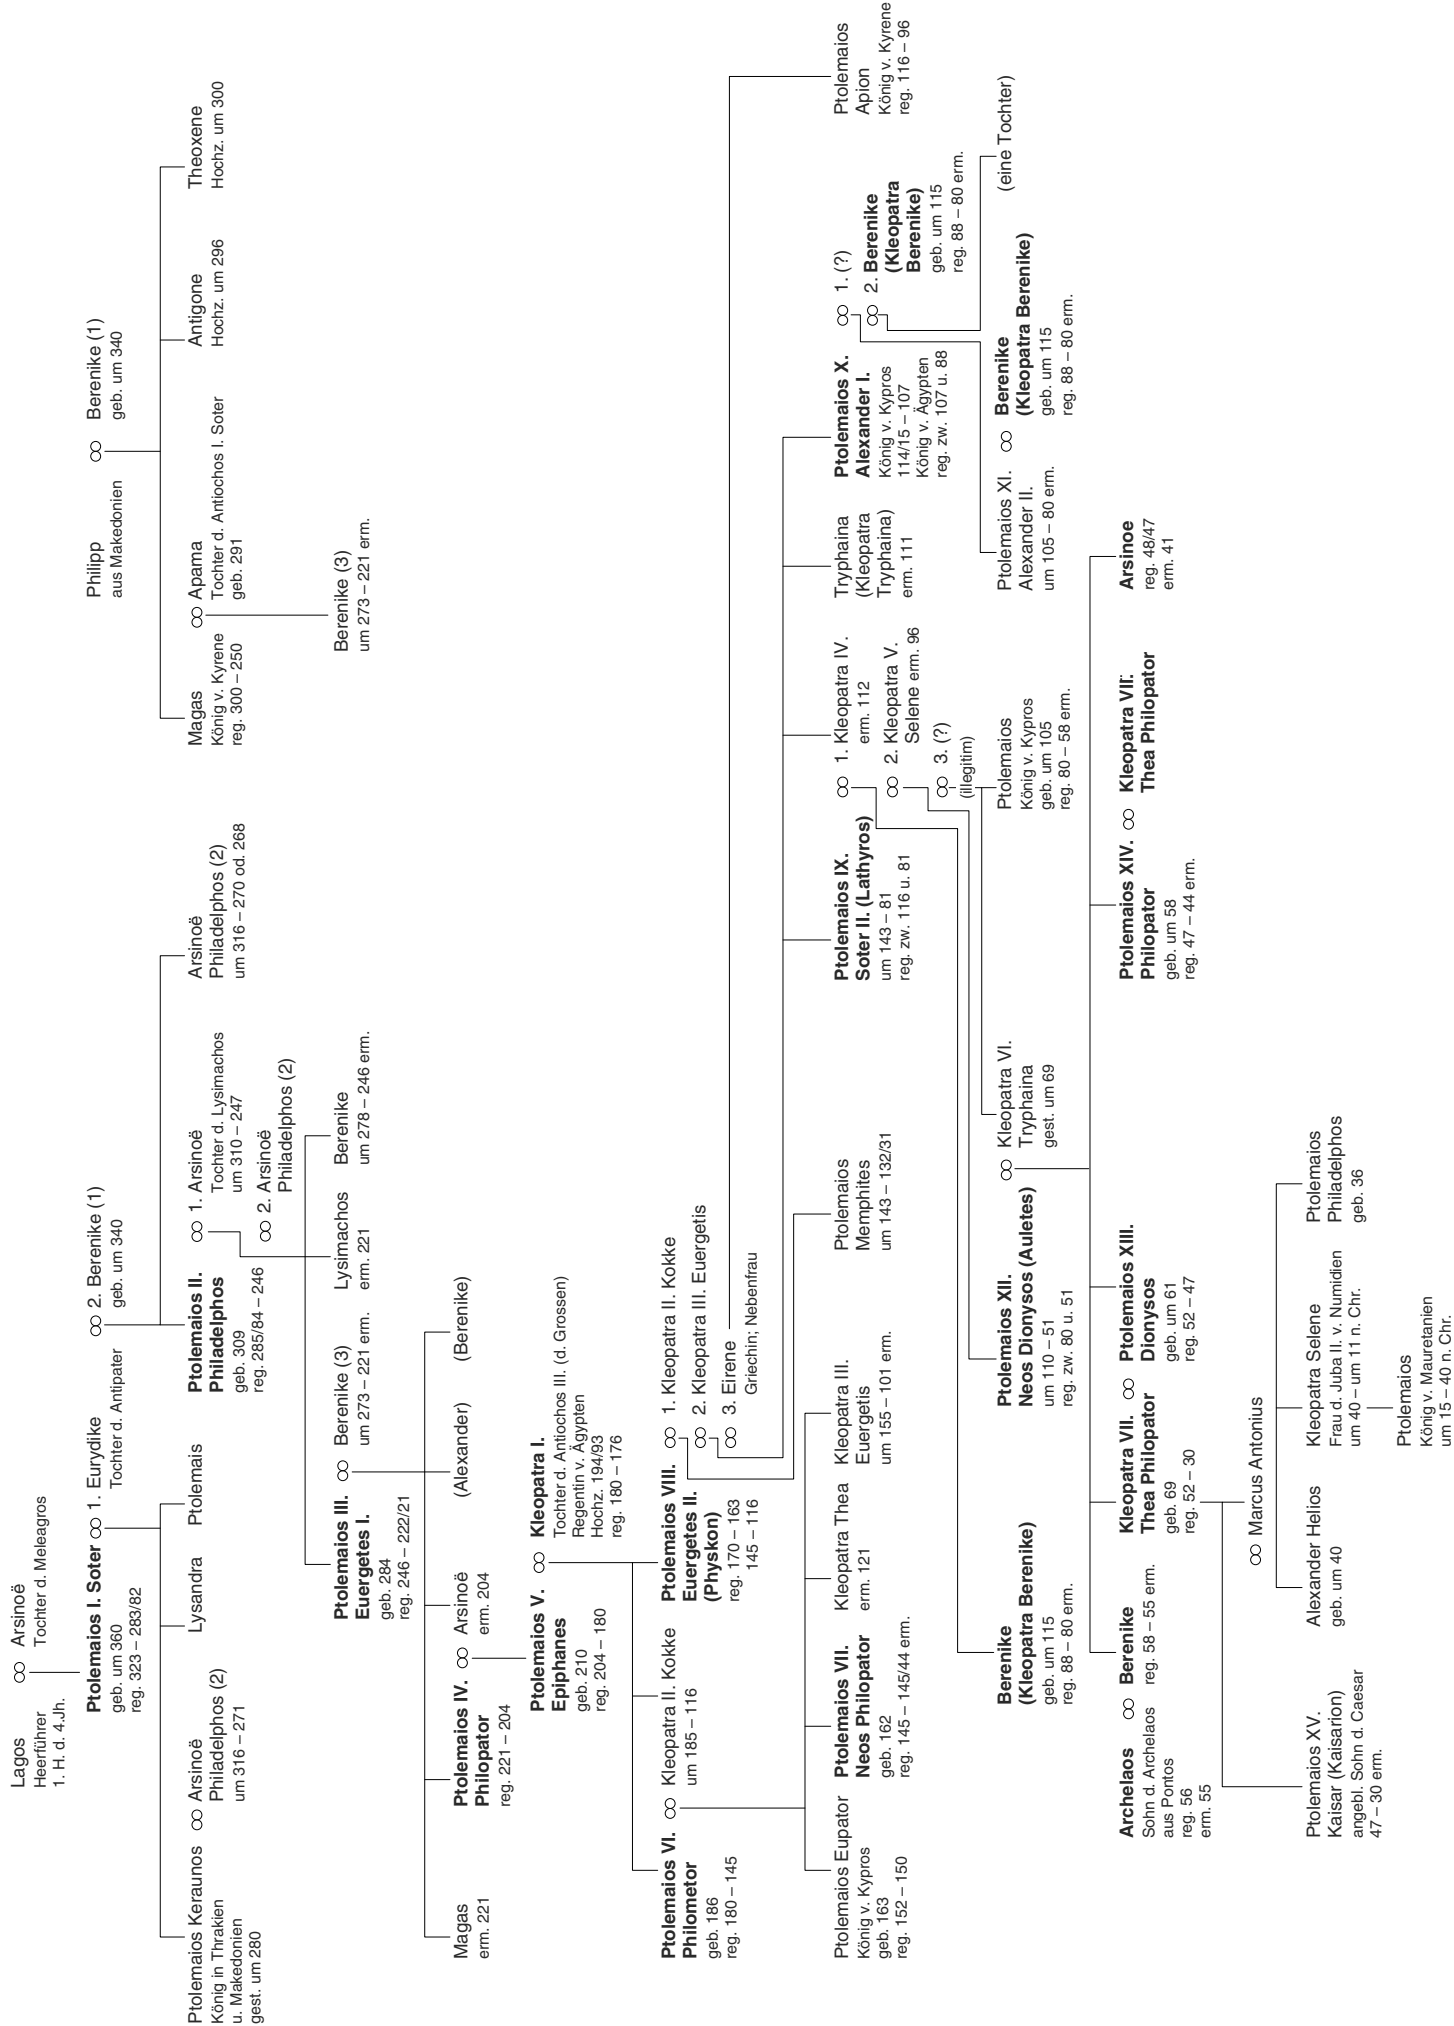 Lagos
Heerführer
1. H. d. 4.Jh.
Arsinoë
Tochter d. Meleagros
Philipp
aus Makedonien
Berenike (1)
geb. um 340
Ptolemaios I. Soter
geb. um 360
reg. 323 – 283/82
1. Eurydike
Tochter d. Antipater
2. Berenike (1)
geb. um 340
Ptolemaios Keraunos
König in Thrakien
u. Makedonien
gest. um 280
Arsinoë
Philadelphos (2)
um 316 – 271
Lysandra
Ptolemais
Ptolemaios II.
Philadelphos
geb. 309
reg. 285/84 – 246
1. Arsinoë
Tochter d. Lysimachos
um 310 – 247
2. Arsinoë
Philadelphos (2)
Arsinoë
Philadelphos (2)
um 316 – 270 od. 268
Magas
König v. Kyrene
reg. 300 – 250
Apama
Tochter d. Antiochos I. Soter
geb. 291
Antigone
Hochz. um 296
Theoxene
Hochz. um 300
Ptolemaios III.
Euergetes I.
geb. 284
reg. 246 – 222/21
Berenike (3)
um 273 – 221 erm.
Lysimachos
erm. 221
Berenike
um 278 – 246 erm.
Berenike (3)
um 273 – 221 erm.
Magas
erm. 221
Ptolemaios IV.
Philopator
reg. 221 – 204
Arsinoë
erm. 204
(Alexander)
(Berenike)
Ptolemaios V.
Epiphanes
geb. 210
reg. 204 – 180
Kleopatra I.
Tochter d. Antiochos III. (d. Grossen)
Regentin v. Ägypten
Hochz. 194/93
reg. 180 – 176
Ptolemaios VI.
Philometor
geb. 186
reg. 180 – 145
Kleopatra II. Kokke
um 185 – 116
Ptolemaios VIII.
Euergetes II.
(Physkon)
reg. 170 – 163
145 – 116
1. Kleopatra II. Kokke
2. Kleopatra III. Euergetis
3. Eirene
Griechin; Nebenfrau
Ptolemaios Eupator
König v. Kypros
geb. 163
reg. 152 – 150
Ptolemaios VII.
Neos Philopator
geb. 162
reg. 145 – 145/44 erm.
Kleopatra Thea
erm. 121
Kleopatra III.
Euergetis
um 155 – 101 erm.
Ptolemaios
Memphites
um 143 – 132/31
Ptolemaios IX.
Soter II. (Lathyros)
um 143 – 81
reg. zw. 116 u. 81
1. Kleopatra IV.
erm. 112
2. Kleopatra V.
Selene erm. 96
3. (?)
(illegitim)
Tryphaina
(Kleopatra
Tryphaina)
erm. 111
Ptolemaios X.
Alexander I.
König v. Kypros
114/15 – 107
König v. Ägypten
reg. zw. 107 u. 88
1. (?)
2. Berenike
(Kleopatra
Berenike)
geb. um 115
reg. 88 – 80 erm.
Ptolemaios
Apion
König v. Kyrene
reg. 116 – 96
Berenike
(Kleopatra Berenike)
geb. um 115
reg. 88 – 80 erm.
Ptolemaios XII.
Neos Dionysos (Auletes)
um 110 – 51
reg. zw. 80 u. 51
Kleopatra VI.
Tryphaina
gest. um 69
Ptolemaios
König v. Kypros
geb. um 105
reg. 80 – 58 erm.
Ptolemaios XI.
Alexander II.
um 105 – 80 erm.
Berenike
(Kleopatra Berenike)
geb. um 115
reg. 88 – 80 erm.
(eine Tochter)
Archelaos
Sohn d. Archelaos
aus Pontos
reg. 56
erm. 55
Berenike
reg. 58 – 55 erm.
Kleopatra VII.
Thea Philopator
geb. 69
reg. 52 – 30
Ptolemaios XIII.
Dionysos
geb. um 61
reg. 52 – 47
Ptolemaios XIV.
Philopator
geb. um 58
reg. 47 – 44 erm.
Kleopatra VII.
Thea Philopator
Arsinoe
reg. 48/47
erm. 41
Marcus Antonius
Ptolemaios XV.
Kaisar (Kaisarion)
angebl. Sohn d. Caesar
47 – 30 erm.
Alexander Helios
geb. um 40
Kleopatra Selene
Frau d. Juba II. v. Numidien
um 40 – um 11 n. Chr.
Ptolemaios
Philadelphos
geb. 36
Ptolemaios
König v. Mauretanien
um 15 – 40 n. Chr.